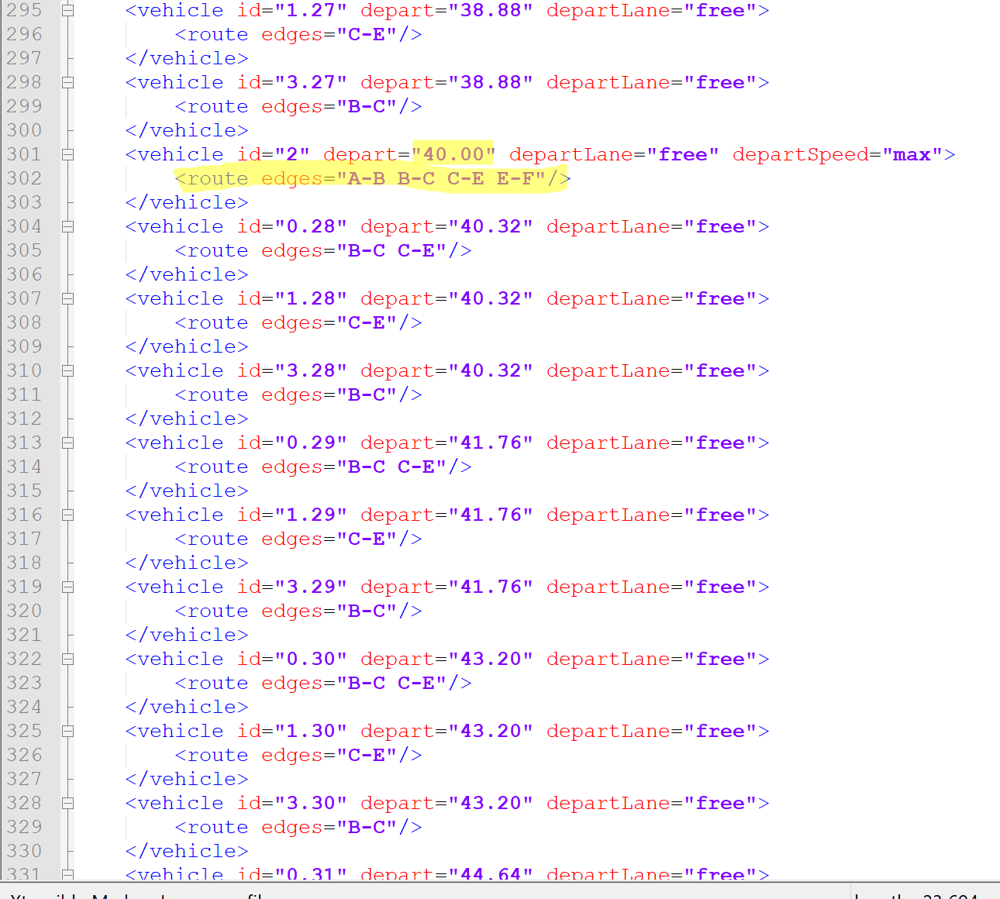 295 <vehicle id="1.27" depart="38.88" departLane="free">
296 <route edges="C-E"/>
297 </vehicle>
298 <vehicle id="3.27" depart="38.88" departLane="free">
299 <route edges="B-C"/>
300 </vehicle>
301 <vehicle id="2" depart="40.00" departLane="free" departSpeed="max">
302 <route edges="A-B B-C C-E E-F"/>
303 </vehicle>
304 <vehicle id="0.28" depart="40.32" departLane="free">
305 <route edges="B-C C-E"/>
306 </vehicle>
307 <vehicle id="1.28" depart="40.32" departLane="free">
308 <route edges="C-E"/>
309 </vehicle>
310 <vehicle id="3.28" depart="40.32" departLane="free">
311 <route edges="B-C"/>
312 </vehicle>
313 <vehicle id="0.29" depart="41.76" departLane="free">
314 <route edges="B-C C-E"/>
315 </vehicle>
316 <vehicle id="1.29" depart="41.76" departLane="free">
317 <route edges="C-E"/>
318 </vehicle>
319 <vehicle id="3.29" depart="41.76" departLane="free">
320 <route edges="B-C"/>
321 </vehicle>
322 <vehicle id="0.30" depart="43.20" departLane="free">
323 <route edges="B-C C-E"/>
324 </vehicle>
325 <vehicle id="1.30" depart="43.20" departLane="free">
326 <route edges="C-E"/>
327 </vehicle>
328 <vehicle id="3.30" depart="43.20" departLane="free">
329 <route edges="B-C"/>
330 </vehicle>
331 <vehicle id="0.31" depart="44.64" departLane="free">